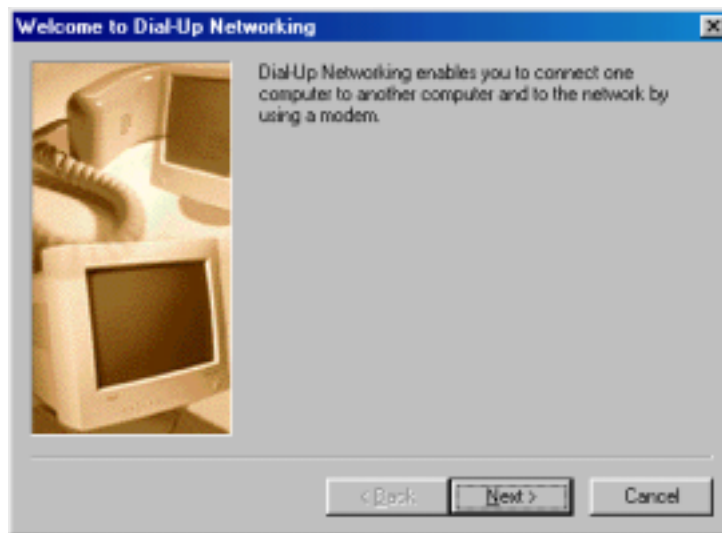 Welcome to Dial-Up Networking
Dial-Up Networking enables you to connect one
computer to another computer and to the network by
using a modem.
< Back
Next >
Cancel